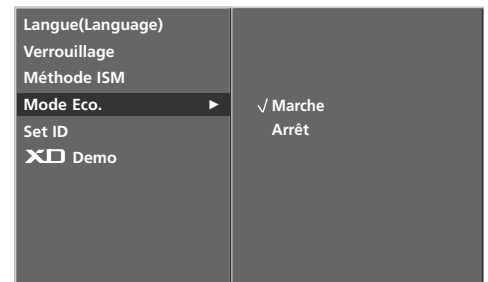 Langue(Language)
Verrouillage
Méthode ISM
Mode Eco. ►
Set ID
XD Demo
√ Marche
Arrêt